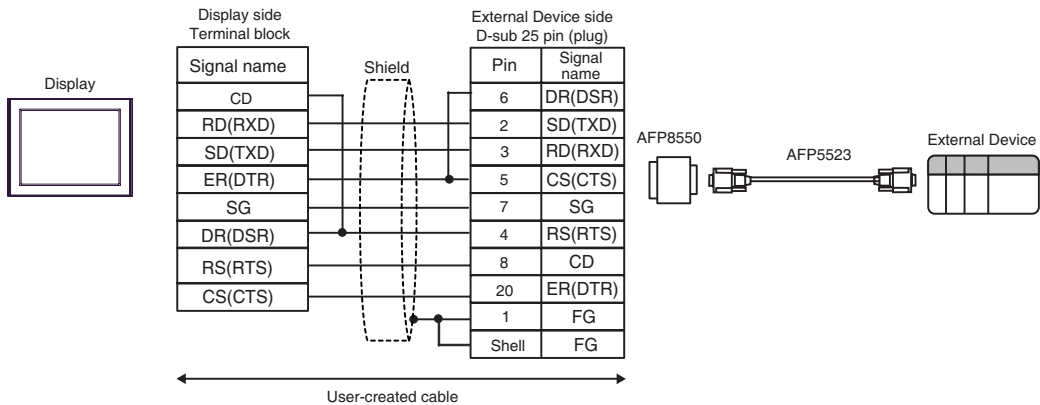 Display side
Terminal block
External Device side
D-sub 25 pin (plug)
Display
Signal name
Shield
Pin
Signal
name
CD
6
DR(DSR)
RD(RXD)
2
SD(TXD)
SD(TXD)
3
RD(RXD)
ER(DTR)
5
CS(CTS)
SG
7
SG
DR(DSR)
4
RS(RTS)
RS(RTS)
8
CD
CS(CTS)
20
ER(DTR)
1
FG
Shell
FG
AFP8550
AFP5523
External Device
User-created cable